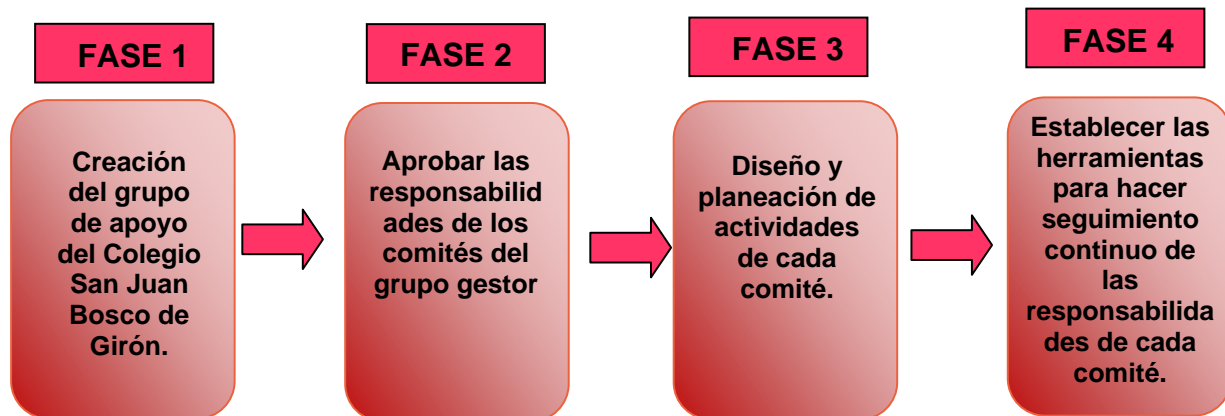 FASE 1
Creación
del grupo
de apoyo
del Colegio
San Juan
Bosco de
Girón.
FASE 2
Aprobar las
responsabilid
ades de los
comités del
grupo gestor
FASE 3
Diseño y
planeación de
actividades
de cada
comité.
FASE 4
Establecer las
herramientas
para hacer
seguimiento
continuo de
las
responsabilida
des de cada
comité.